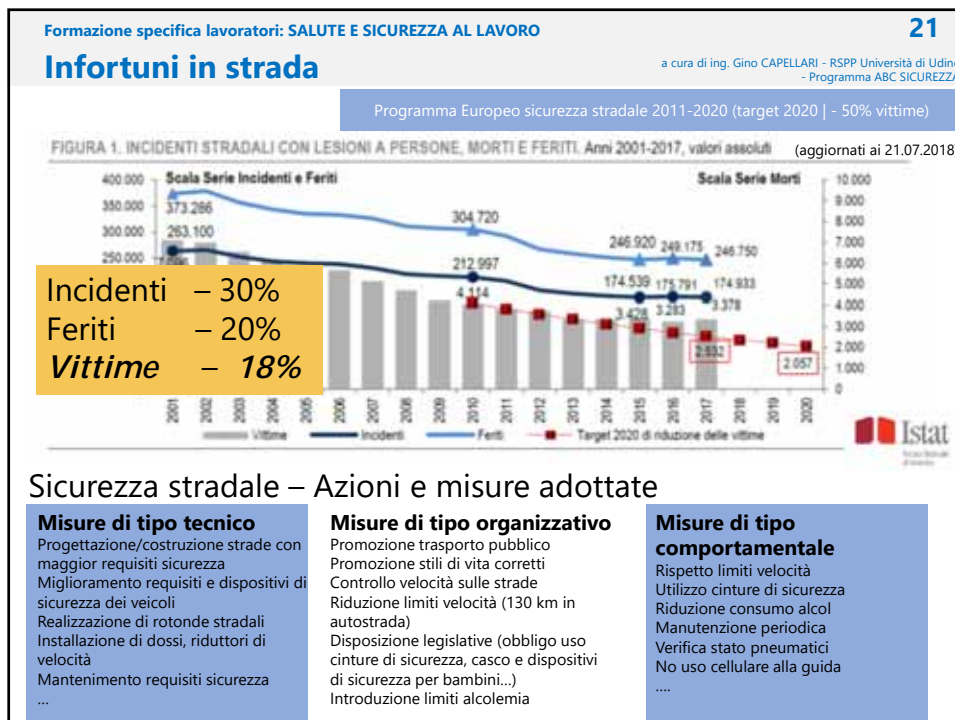 Formazione specifica lavoratori: SALUTE E SICUREZZA AL LAVORO
21
Infortuni in strada
a cura di ing. Gino CAPELLARI - RSPP Università di Udine
- Programma ABC SICUREZZA
Programma Europeo sicurezza stradale 2011-2020 (target 2020 | - 50% vittime)
FIGURA 1. INCIDENTI STRADALI CON LESIONI A PERSONE, MORTI E FERITI. Anni 2001-2017, valori assoluti
(aggiornati ai 21.07.2018
Scala Serie Incidenti e Feriti
Scala Serie Morti
400.000
350.000
300.000
250.000
10.000
9.000
8.000
7.000
6.000
5.000
4.000
3.000
2.000
1.000
0
373.286
263.100
304.720
212.997
4.114
246.920
249.175
246.750
174.539
175.791
174.933
3.428
3.283
3.378
2.057
Incidenti – 30%
Feriti – 20%
Vittime – 18%
2001
2002
2003
2004
2005
2006
2007
2008
2009
2010
2011
2012
2013
2014
2015
2016
2017
2018
2019
2020
Vittime
Incidenti
Feriti
Target 2020 di riduzione delle vittime
Istat
Sicurezza stradale – Azioni e misure adottate
Misure di tipo tecnico
Progettazione/costruzione strade con
maggior requisiti sicurezza
Miglioramento requisiti e dispositivi di
sicurezza dei veicoli
Realizzazione di rotonde stradali
Installazione di dossi, riduttori di
velocità
Mantenimento requisiti sicurezza
...
Misure di tipo organizzativo
Promozione trasporto pubblico
Promozione stili di vita corretti
Controllo velocità sulle strade
Riduzione limiti velocità (130 km in
autostrada)
Disposizione legislative (obbligo uso
cinture di sicurezza, casco e dispositivi
di sicurezza per bambini...)
Introduzione limiti alcolemia
Misure di tipo
comportamentale
Rispetto limiti velocità
Utilizzo cinture di sicurezza
Riduzione consumo alcol
Manutenzione periodica
Verifica stato pneumatici
No uso cellulare alla guida
....